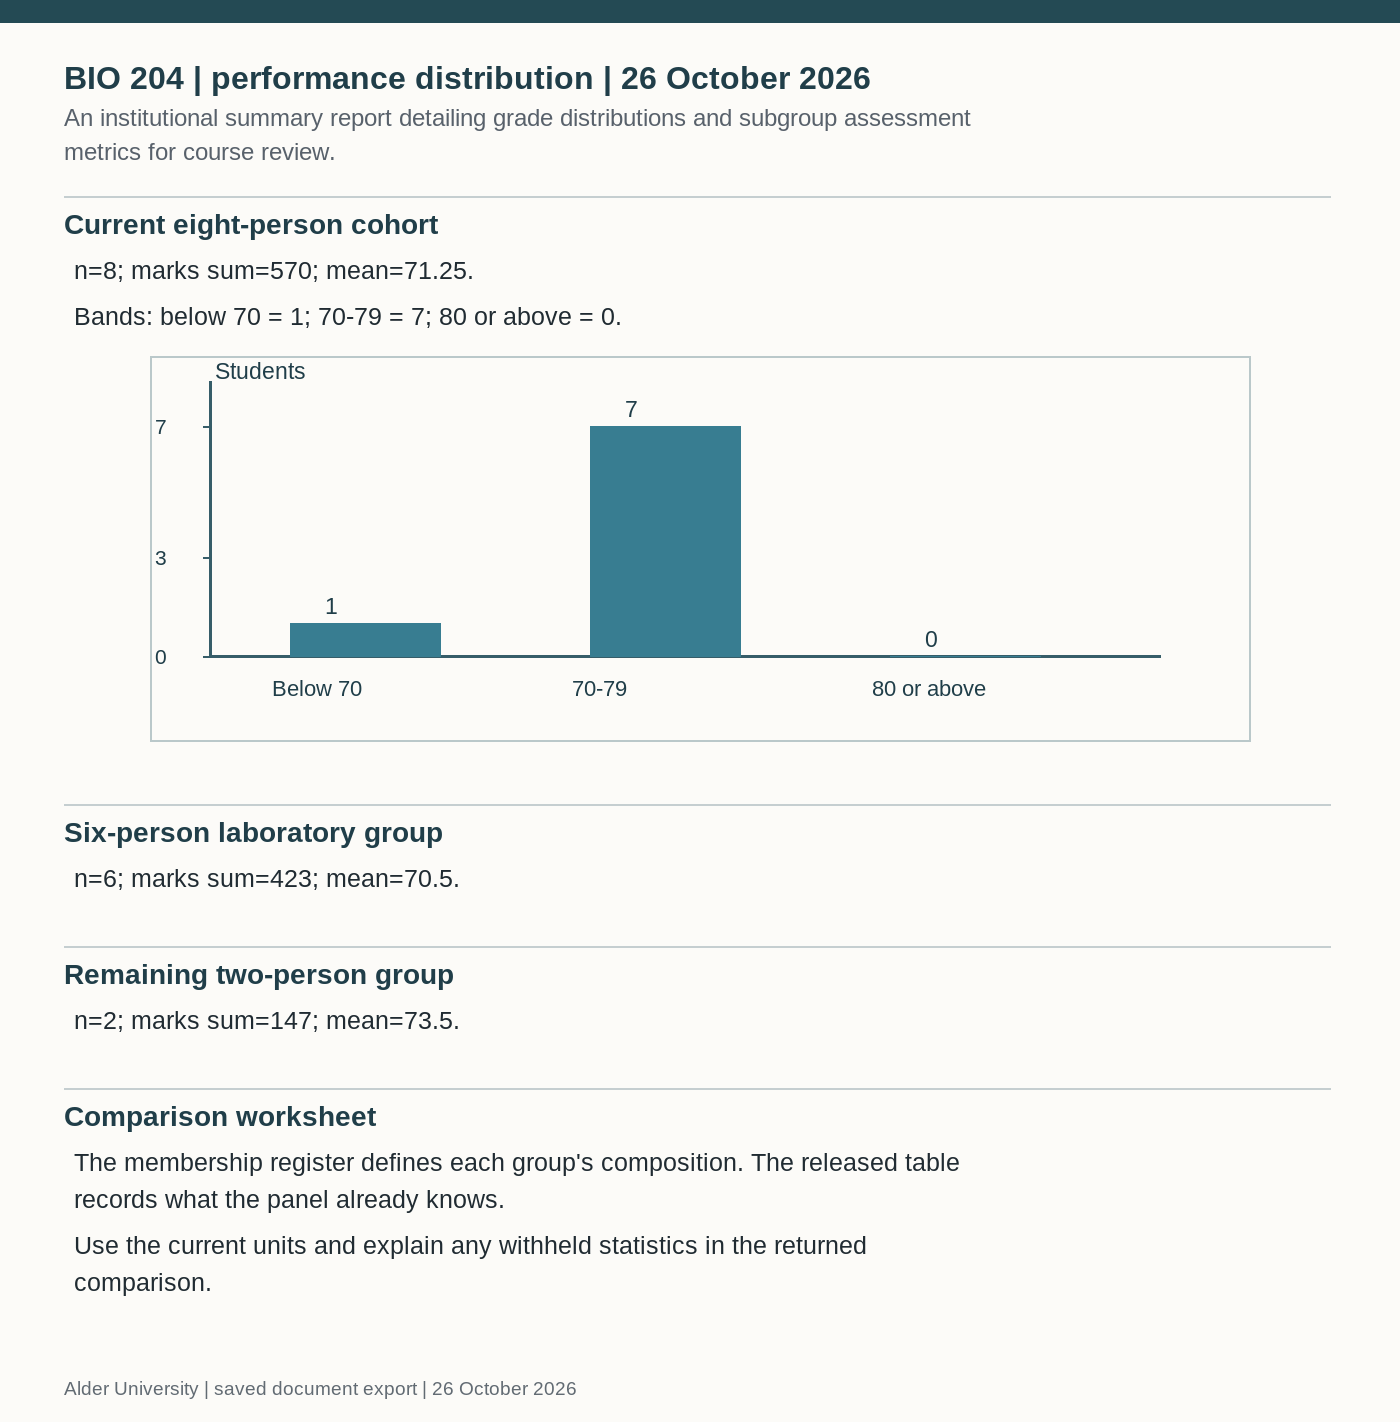 BIO 204 | performance distribution | 26 October 2026
An institutional summary report detailing grade distributions and subgroup assessment
metrics for course review.
Current eight-person cohort
n=8; marks sum=570; mean=71.25.
Bands: below 70 = 1; 70-79 = 7; 80 or above = 0.
Students
7
7
3
1
0
0
Below 70
70-79
80 or above
Six-person laboratory group
n=6; marks sum=423; mean=70.5.
Remaining two-person group
n=2; marks sum=147; mean=73.5.
Comparison worksheet
The membership register defines each group's composition. The released table
records what the panel already knows.
Use the current units and explain any withheld statistics in the returned
comparison.
Alder University | saved document export | 26 October 2026